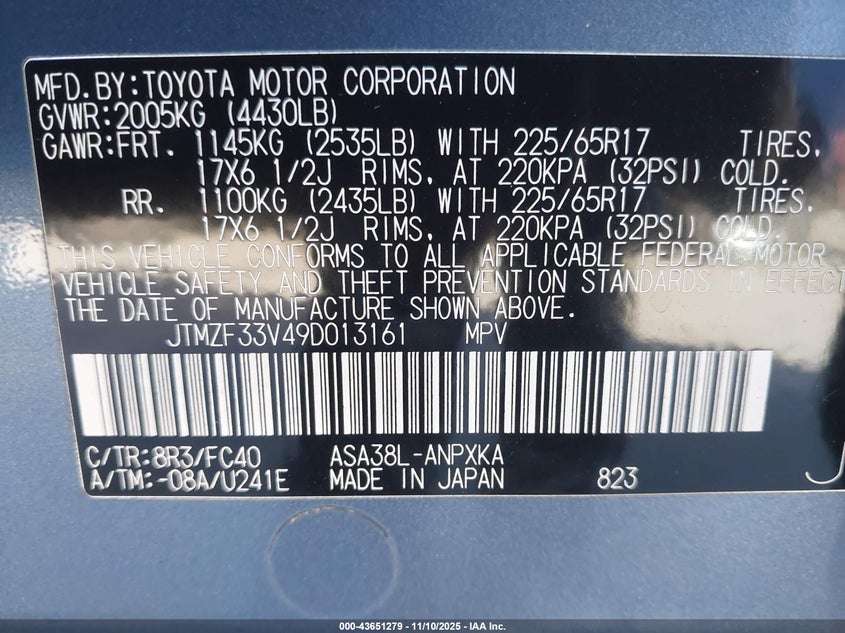 MFD.BY:TOYOTA MOTOR CORPORATION
GVWR:2005KG (4430LB)
GAWR:FRT. 1145KG (2535LB) WITH 225/65R17 TIRES,
17X6 1/2J RIMS, AT 220KPA (32PSI) COLD.
RR. 1100KG (2435LB) WITH 225/65R17 TIRES,
17X6 1/2J RIMS, AT 220KPA (32PSI) COLD.
THIS VEHICLE CONFORMS TO ALL APPLICABLE FEDERAL MOTOR
VEHICLE SAFETY AND THEFT PREVENTION STANDARDS IN EFFECT
THE DATE OF MANUFACTURE SHOWN ABOVE.
JTMZF33V49D013161 MPV
C/TR:8R3/FC40 ASA38L-ANPXKA
A/TM:-08A/U241E MADE IN JAPAN 823
000-43651279 - 11/10/2025 - IAA Inc.